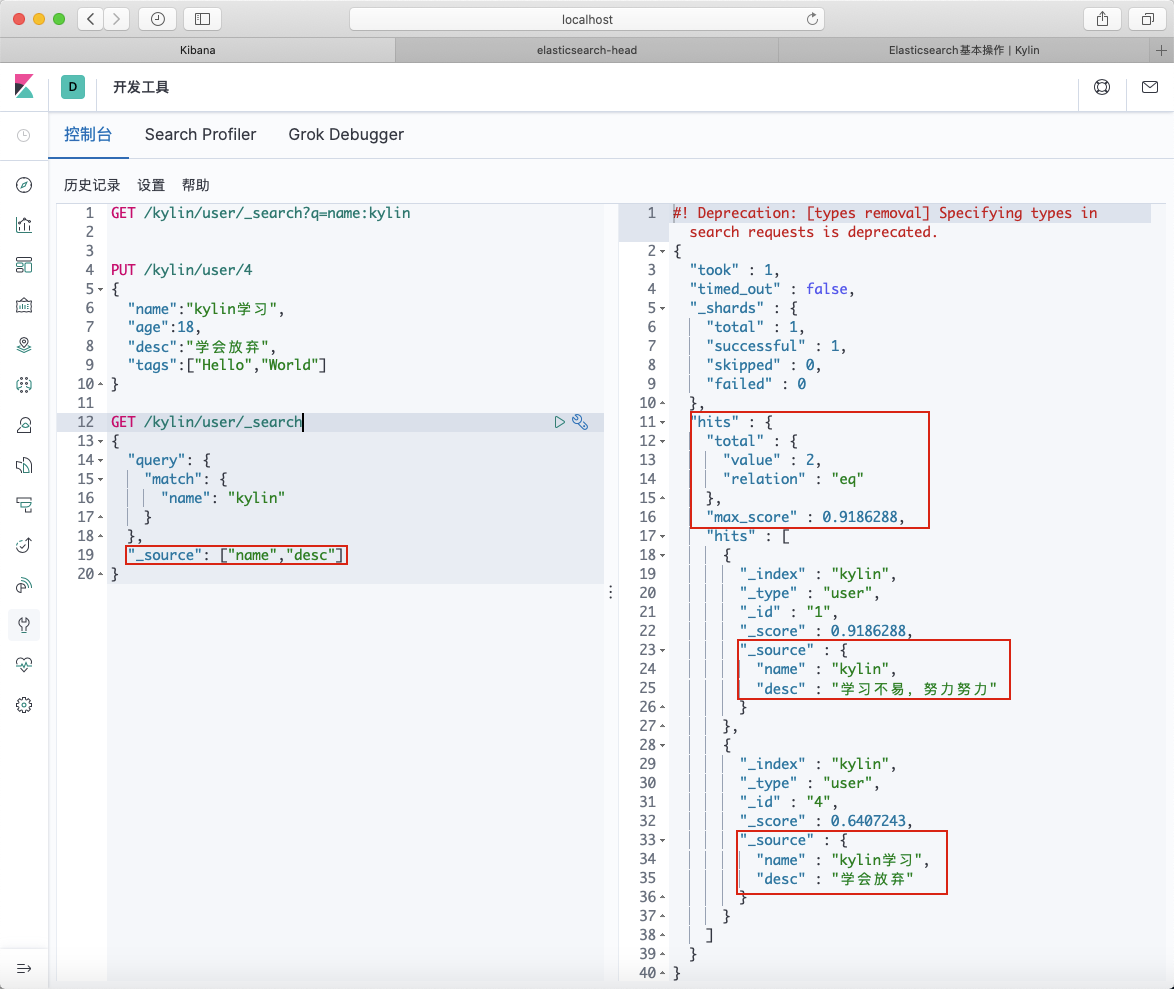 localhost
Kibana
elasticsearch-head
Elasticsearch基本操作 | Kylin
D
开发工具
控制台 Search Profiler Grok Debugger
历史记录 设置 帮助
1 GET /kylin/user/_search?q=name:kylin
2
3
4 PUT /kylin/user/4
5 {
6 "name":"kylin学习",
7 "age":18,
8 "desc":"学会放弃",
9 "tags":["Hello","World"]
10 }
11
12 GET /kylin/user/_search
13 {
14 "query": {
15 "match": {
16 "name": "kylin"
17 }
18 },
19 "_source": ["name","desc"]
20 }
1 #! Deprecation: [types removal] Specifying types in
search requests is deprecated.
2 {
3 "took" : 1,
4 "timed_out" : false,
5 "_shards" : {
6 "total" : 1,
7 "successful" : 1,
8 "skipped" : 0,
9 "failed" : 0
10 },
11 "hits" : {
12 "total" : {
13 "value" : 2,
14 "relation" : "eq"
15 },
16 "max_score" : 0.9186288,
17 "hits" : [
18 {
19 "_index" : "kylin",
20 "_type" : "user",
21 "_id" : "1",
22 "_score" : 0.9186288,
23 "_source" : {
24 "name" : "kylin",
25 "desc" : "学习不易，努力努力"
26 }
27 },
28 {
29 "_index" : "kylin",
30 "_type" : "user",
31 "_id" : "4",
32 "_score" : 0.6407243,
33 "_source" : {
34 "name" : "kylin学习",
35 "desc" : "学会放弃"
36 }
37 }
38 ]
39 }
40 }